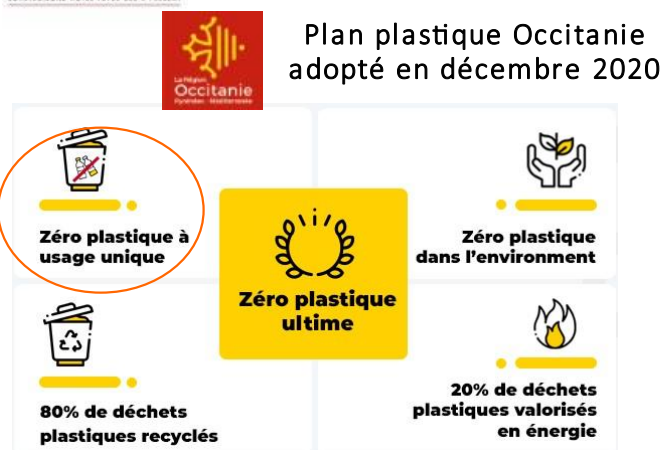 Plan plastique Occitanie
adopté en décembre 2020
La Région
Occitanie
Pyrénées - Méditerranée
Zéro plastique à
usage unique
Zéro plastique
dans l’environment
Zéro plastique
ultime
80% de déchets
plastiques recyclés
20% de déchets
plastiques valorisés
en énergie